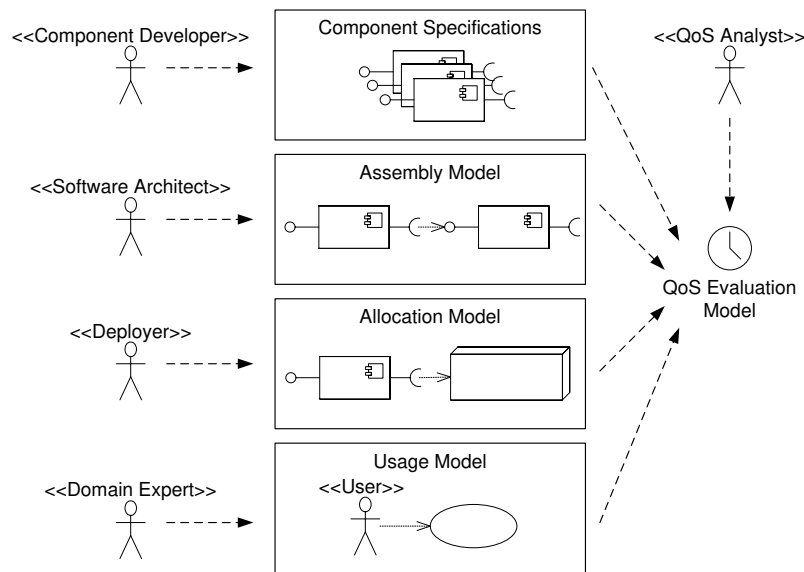 <<Component Developer>>
Component Specifications
<<QoS Analyst>>
<<Software Architect>>
Assembly Model
QoS Evaluation
Model
<<Deployer>>
Allocation Model
<<Domain Expert>>
Usage Model
<<User>>